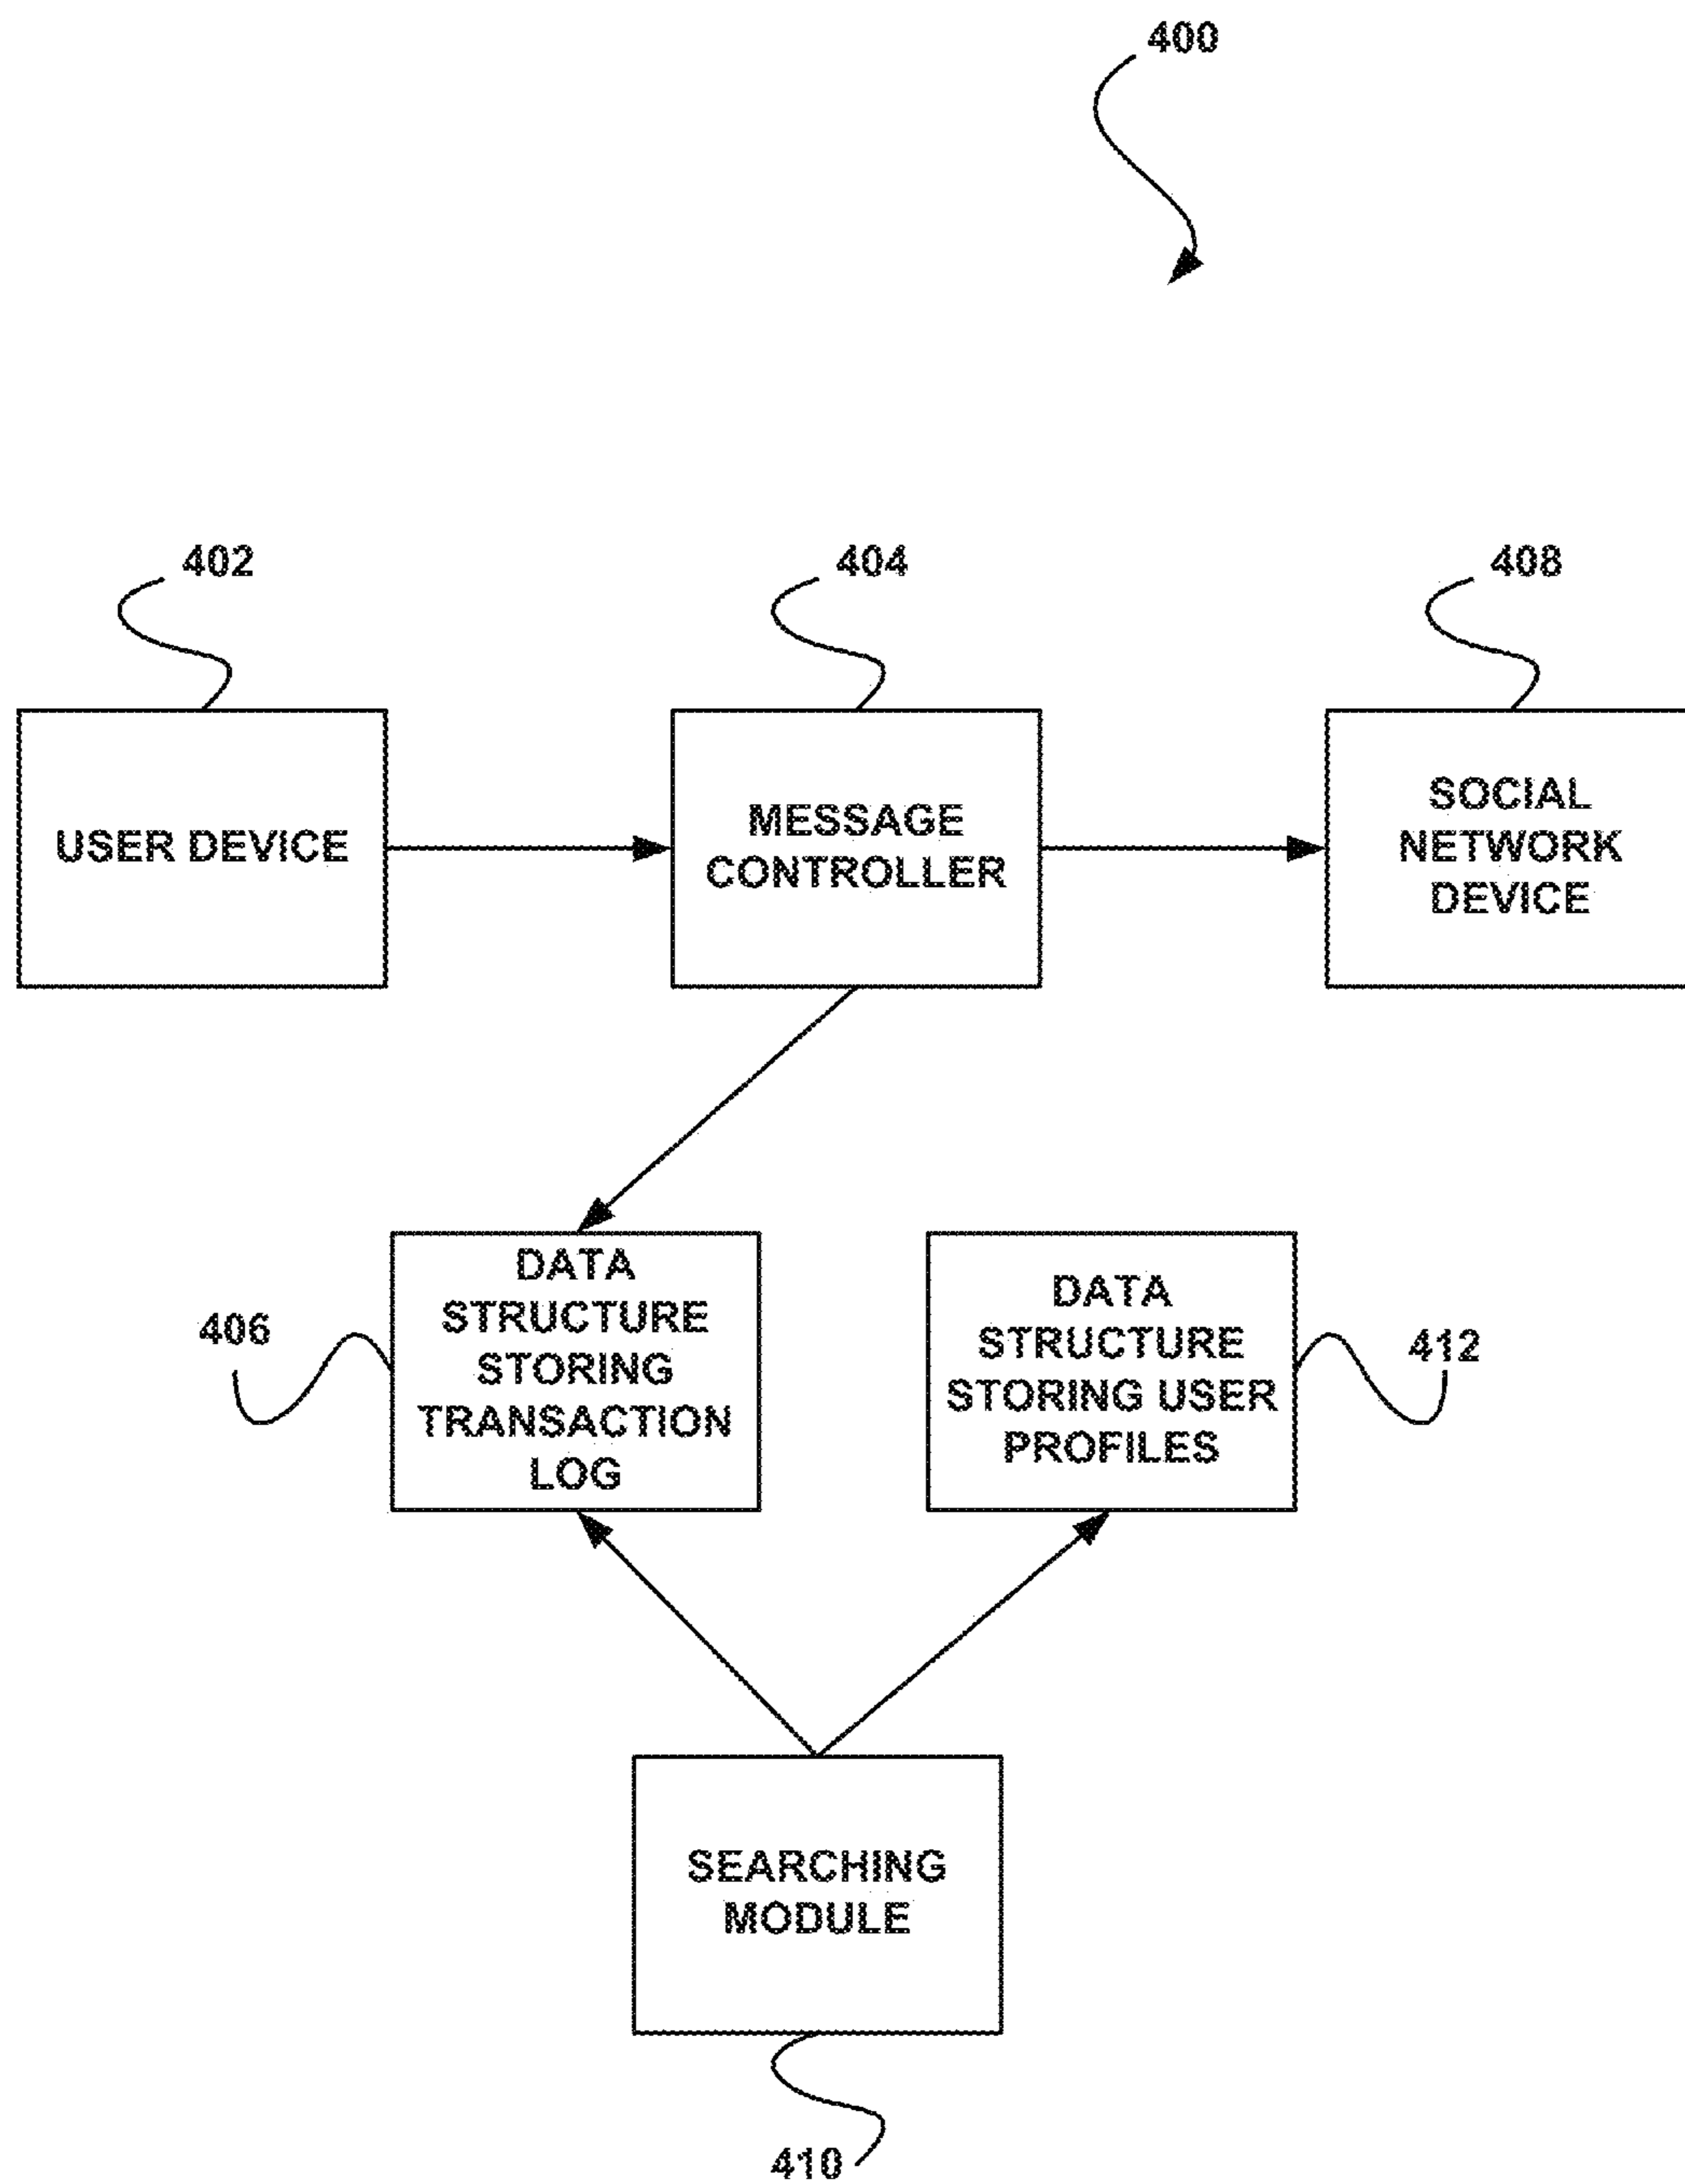 400
402
404
408
USER DEVICE
MESSAGE
CONTROLLER
SOCIAL
NETWORK
DEVICE
406
DATA
STRUCTURE
STORING
TRANSACTION
LOG
DATA
STRUCTURE
STORING USER
PROFILES
412
SEARCHING
MODULE
410